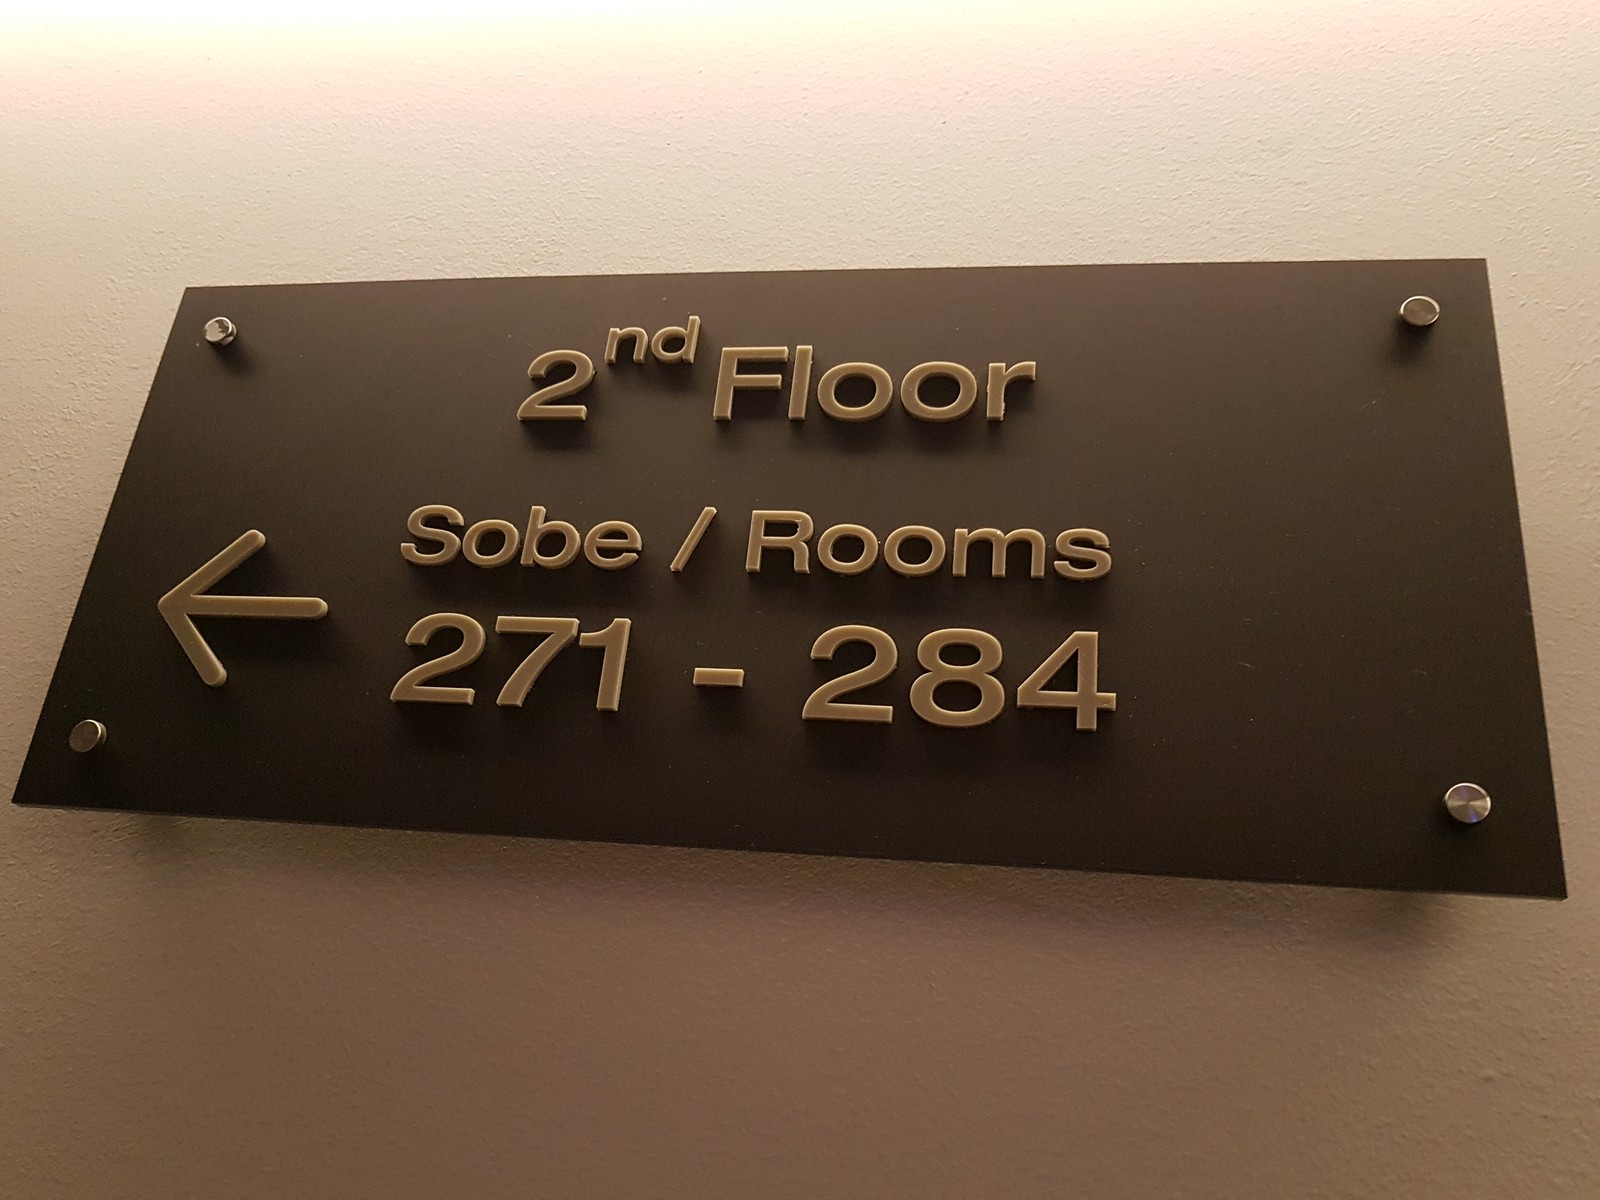 2nd Floor
Sobe / Rooms
271 - 284